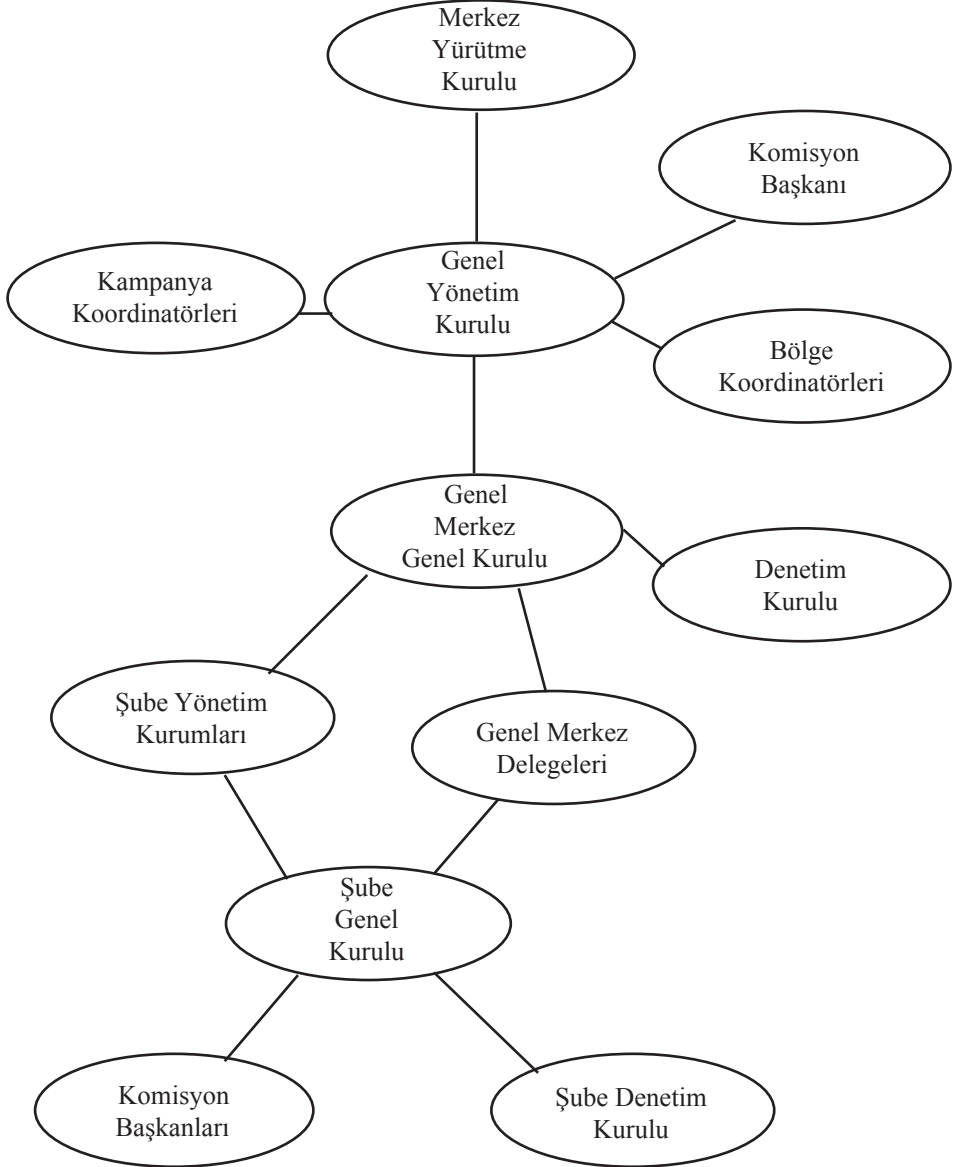 Merkez
Yürütme
Kurulu
Komisyon
Başkanı
Kampanya
Koordinatörleri
Genel
Yönetim
Kurulu
Bölge
Koordinatörleri
Genel
Merkez
Genel Kurulu
Denetim
Kurulu
Şube Yönetim
Kurumları
Genel Merkez
Delegeleri
Şube
Genel
Kurulu
Komisyon
Başkanları
Şube Denetim
Kurulu